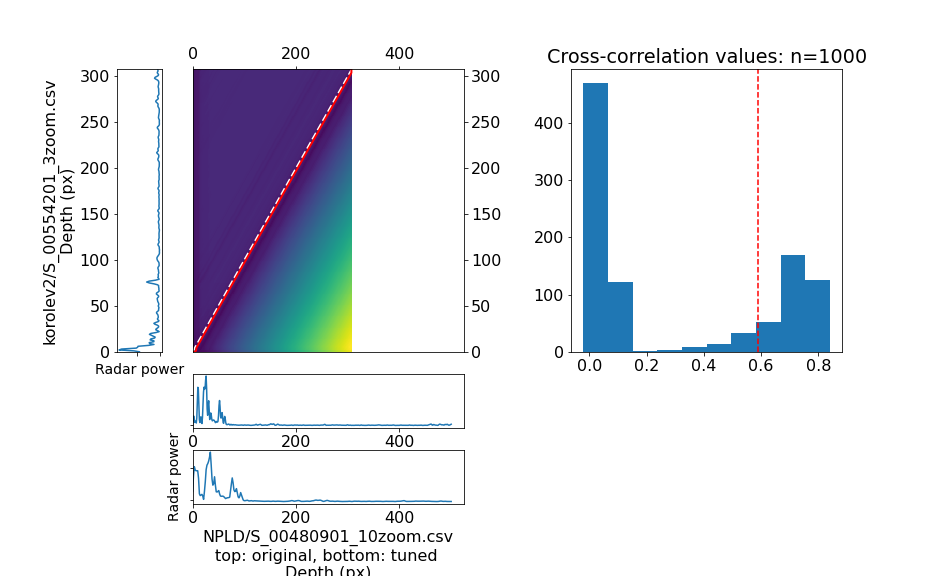 Cross-correlation values: n=1000
0 200 400
300 250 200 150 100 50 0
korolev2/S_00554201_3zoom.csv
Depth (px)
Radar power
300 250 200 150 100 50 0
400 300 200 100 0
0.0 0.2 0.4 0.6 0.8
0 200 400
Radar power
0 200 400
NPLD/S_00480901_10zoom.csv
top: original, bottom: tuned
Depth (px)